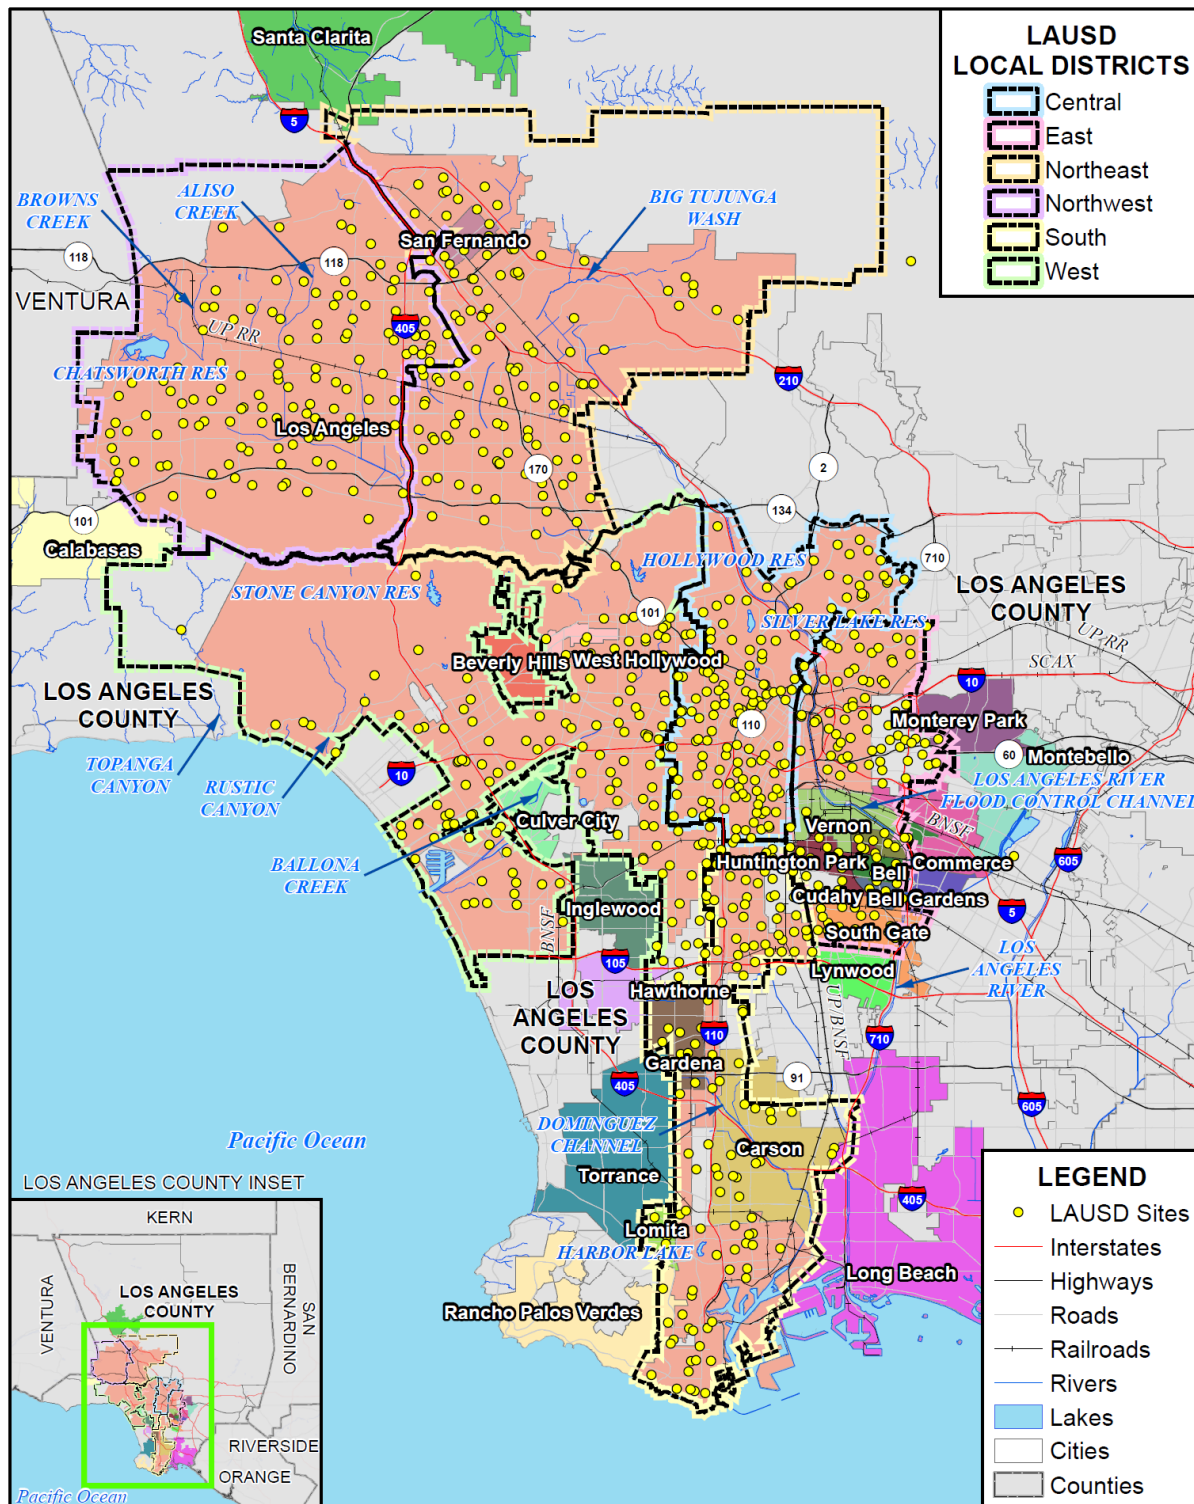 Santa Clarita
LAUSD
LOCAL DISTRICTS
Central
East
Northeast
Northwest
South
West
5
BROWNS
CREEK
ALISO
CREEK
BIG TUJUNGA
WASH
San Fernando
118
118
VENTURA
405
UP RR
CHATSWORTH RES
210
Los Angeles
170
2
101
134
Calabasas
HOLLYWOOD RES
710
STONE CANYON RES
LOS ANGELES
COUNTY
101
SILVER LAKE RES
UP RR
SCAX
Beverly Hills
West Hollywood
10
LOS ANGELES
COUNTY
110
Monterey Park
60
Montebello
TOPANGA
CANYON
RUSTIC
CANYON
10
LOS ANGELES RIVER
FLOOD CONTROL CHANNEL
Culver City
Vernon
BNSF
BALLONA
CREEK
Huntington Park
Bell
Commerce
605
Cudahy
Bell Gardens
Inglewood
5
BNSF
South Gate
105
Lynwood
LOS
ANGELES
RIVER
Hawthorne
LOS
ANGELES
COUNTY
UP/BNSF
110
710
Gardena
405
91
605
DOMINGUEZ
CHANNEL
Carson
Pacific Ocean
Torrance
405
Lomita
HARBOR LAKE
Long Beach
Rancho Palos Verdes
LOS ANGELES COUNTY INSET
KERN
VENTURA
LOS ANGELES
COUNTY
SAN
BERNARDINO
RIVERSIDE
ORANGE
Pacific Ocean
LEGEND
LAUSD Sites
Interstates
Highways
Roads
Railroads
Rivers
Lakes
Cities
Counties